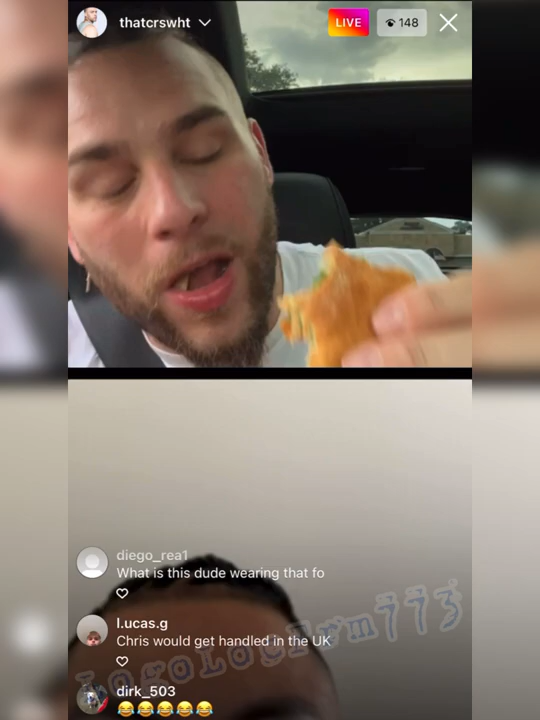 thatcrswht
LIVE
148
diego_rea1
What is this dude wearing that fo
l.ucas.g
Chris would get handled in the UK
LogoLocFrm773
dirk_503
😂😂😂😂😂